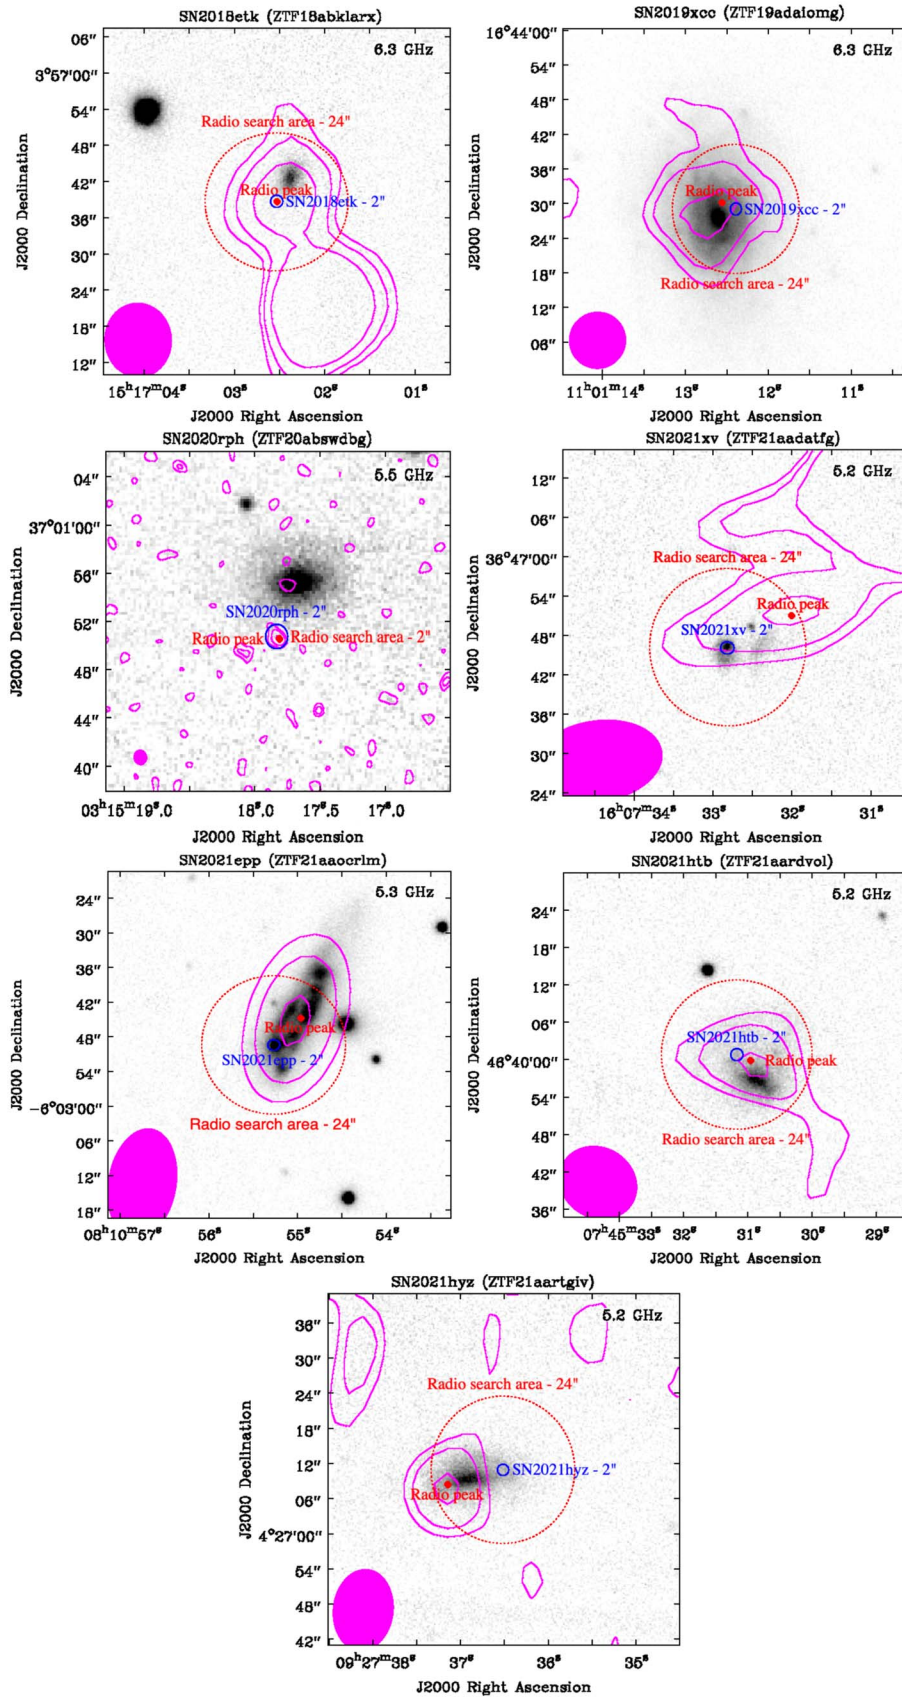 SN2018etk (ZTF18abklarx)
6.3 GHz
06"
3°57'00"
54"
48"
42"
36"
30"
24"
18"
12"
J2000 Declination
Radio search area - 24"
Radio peak
SN2018etk - 2"
15ʰ17ᵐ04ˢ
03ˢ
02ˢ
01ˢ
J2000 Right Ascension
SN2019xcc (ZTF19adaiomg)
6.3 GHz
16°44'00"
54"
48"
42"
36"
30"
24"
18"
12"
06"
J2000 Declination
Radio peak
SN2019xcc - 2"
Radio search area - 24"
11ʰ01ᵐ14ˢ
13ˢ
12ˢ
11ˢ
J2000 Right Ascension
SN2020rph (ZTF20abswdbg)
5.5 GHz
04"
37°01'00"
56"
52"
48"
44"
40"
J2000 Declination
SN2020rph - 2"
Radio peak
Radio search area - 2"
03ʰ15ᵐ19ˢ.0
18ˢ
17ˢ.5
17ˢ.0
J2000 Right Ascension
SN2021xv (ZTF21aadatfg)
5.2 GHz
12"
06"
36°47'00"
54"
48"
42"
36"
30"
24"
J2000 Declination
Radio search area - 24"
Radio peak
SN2021xv - 2"
16ʰ07ᵐ34ˢ
33ˢ
32ˢ
31ˢ
J2000 Right Ascension
SN2021epp (ZTF21aaocrlm)
5.3 GHz
24"
30"
36"
42"
48"
54"
-6°03'00"
06"
12"
18"
J2000 Declination
Radio peak
SN2021epp - 2"
Radio search area - 24"
08ʰ10ᵐ57ˢ
56ˢ
55ˢ
54ˢ
J2000 Right Ascension
SN2021htb (ZTF21aardvol)
5.2 GHz
24"
18"
12"
06"
46°40'00"
54"
48"
42"
36"
J2000 Declination
SN2021htb - 2"
Radio peak
Radio search area - 24"
07ʰ45ᵐ33ˢ
32ˢ
31ˢ
30ˢ
29ˢ
J2000 Right Ascension
SN2021hyz (ZTF21aartgiv)
5.2 GHz
36"
30"
24"
18"
12"
06"
4°27'00"
54"
48"
42"
J2000 Declination
Radio search area - 24"
SN2021hyz - 2"
Radio peak
09ʰ27ᵐ38ˢ
37ˢ
36ˢ
35ˢ
J2000 Right Ascension